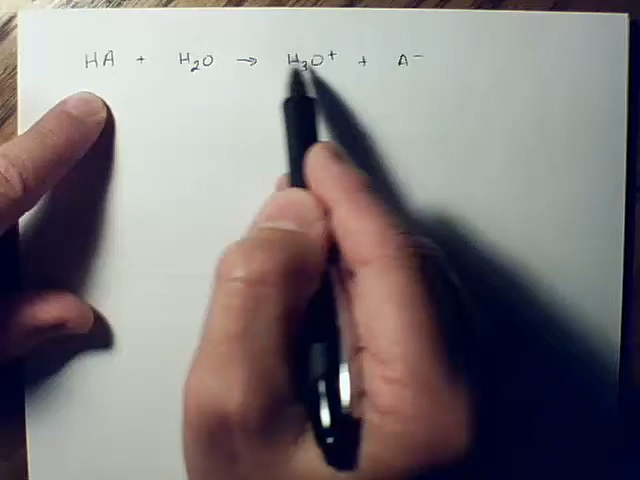 HA + H₂O → H₃O⁺ + A⁻